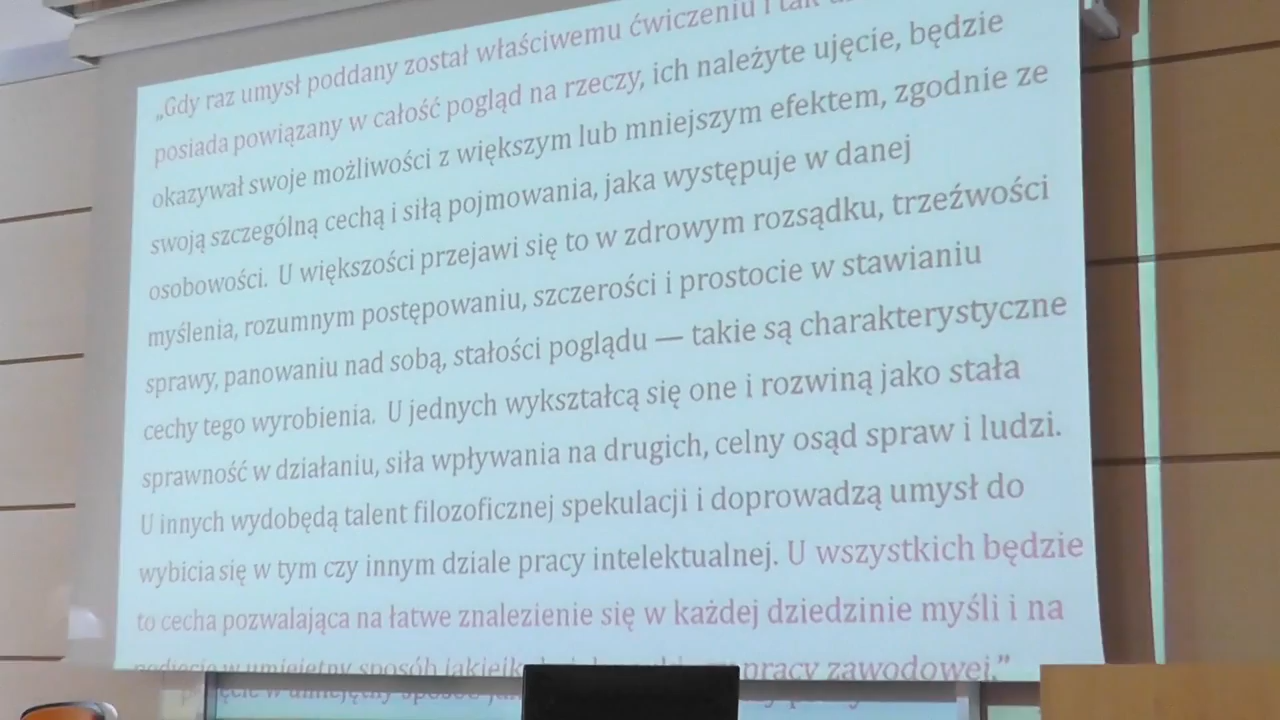 „Gdy raz umysł poddany został właściwemu ćwiczeniu i tak
posiada powiązany w całość pogląd na rzeczy, ich należyte ujęcie, będzie
okazywał swoje możliwości z większym lub mniejszym efektem, zgodnie ze
swoją szczególną cechą i siłą pojmowania, jaka występuje w danej
osobowości. U większości przejawi się to w zdrowym rozsądku, trzeźwości
myślenia, rozumnym postępowaniu, szczerości i prostocie w stawianiu
sprawy, panowaniu nad sobą, stałości poglądu — takie są charakterystyczne
cechy tego wyrobienia. U jednych wykształcą się one i rozwiną jako stała
sprawność w działaniu, siła wpływania na drugich, celny osąd spraw i ludzi.
U innych wydobędą talent filozoficznej spekulacji i doprowadzą umysł do
wybicia się w tym czy innym dziale pracy intelektualnej. U wszystkich będzie
to cecha pozwalająca na łatwe znalezienie się w każdej dziedzinie myśli i na
podjęcie w umiejętny sposób pracy zawodowej.”